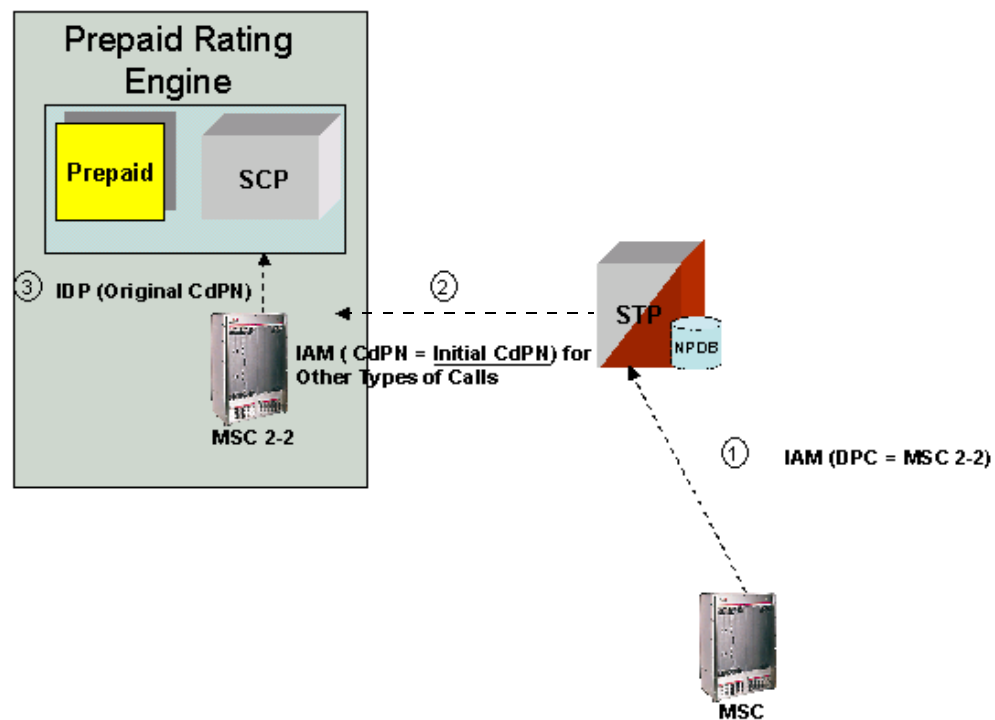 Prepaid Rating
Engine
Prepaid
SCP
3 IDP (Original CdPN)
2
STP
NPDB
IAM ( CdPN = Initial CdPN) for
Other Types of Calls
MSC 2-2
1 IAM (DPC = MSC 2-2)
MSC